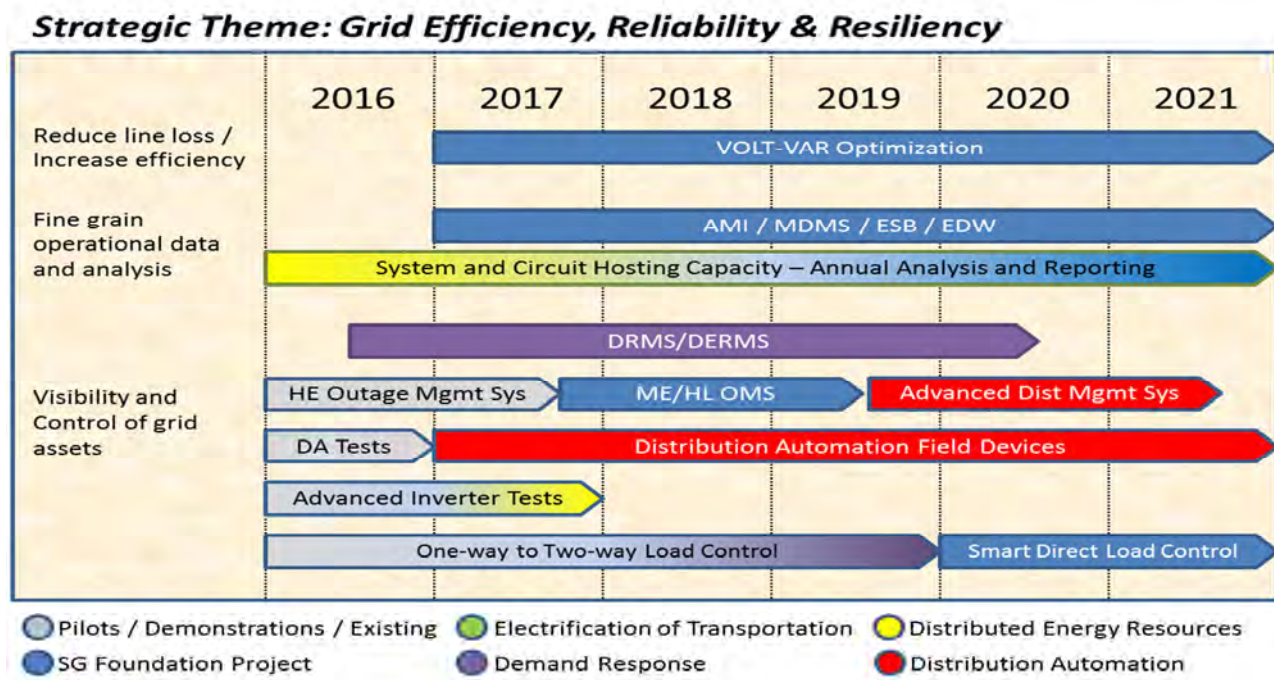 Strategic Theme: Grid Efficiency, Reliability & Resiliency
2016 2017 2018 2019 2020 2021
Reduce line loss /
Increase efficiency
VOLT-VAR Optimization
Fine grain
operational data
and analysis
AMI / MDMS / ESB / EDW
System and Circuit Hosting Capacity – Annual Analysis and Reporting
Visibility and
Control of grid
assets
DRMS/DERMS
HE Outage Mgmt Sys ME/HL OMS Advanced Dist Mgmt Sys
DA Tests Distribution Automation Field Devices
Advanced Inverter Tests
One-way to Two-way Load Control Smart Direct Load Control
Pilots / Demonstrations / Existing Electrification of Transportation Distributed Energy Resources
SG Foundation Project Demand Response Distribution Automation